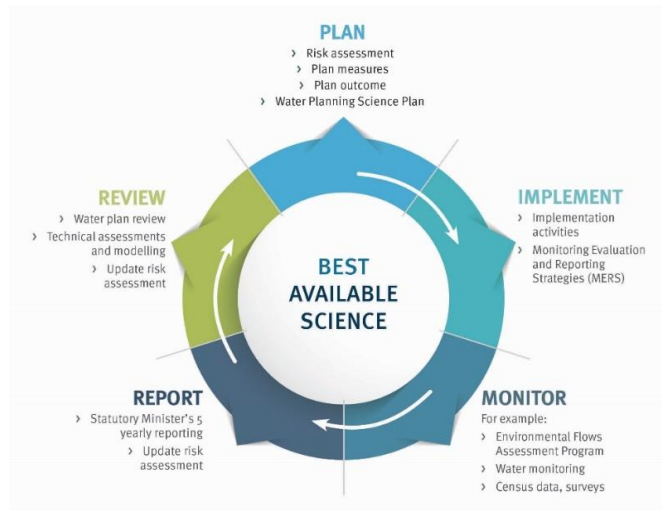 PLAN
› Risk assessment
› Plan measures
› Plan outcome
› Water Planning Science Plan
IMPLEMENT
› Implementation
activities
› Monitoring Evaluation
and Reporting
Strategies (MERS)
MONITOR
For example:
› Environmental Flows
Assessment Program
› Water monitoring
› Census data, surveys
REPORT
› Statutory Minister's 5
yearly reporting
› Update risk
assessment
REVIEW
› Water plan review
› Technical assessments
and modelling
› Update risk
assessment
BEST
AVAILABLE
SCIENCE